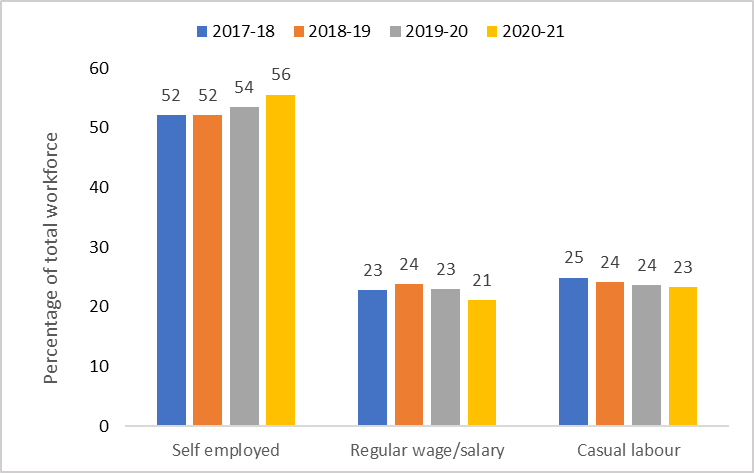 2017-18 2018-19 2019-20 2020-21
Percentage of total workforce
60
50
40
30
20
10
0
52 52 54 56
23 24 23 21
25 24 24 23
Self employed Regular wage/salary Casual labour